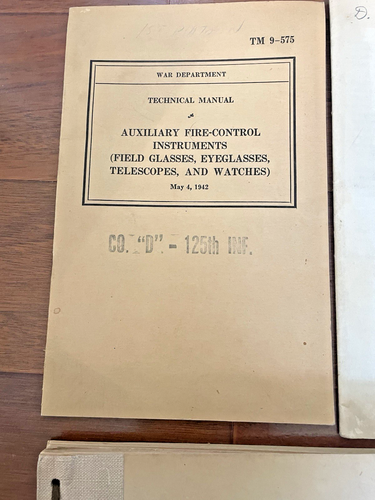 TM 9-575
WAR DEPARTMENT
TECHNICAL MANUAL
AUXILIARY FIRE-CONTROL
INSTRUMENTS
(FIELD GLASSES, EYEGLASSES,
TELESCOPES, AND WATCHES)
May 4, 1942
CO. "D" - 125th INF.
D.